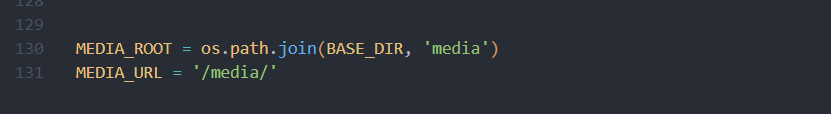 128
129
130 MEDIA_ROOT = os.path.join(BASE_DIR, 'media')
131 MEDIA_URL = '/media/'